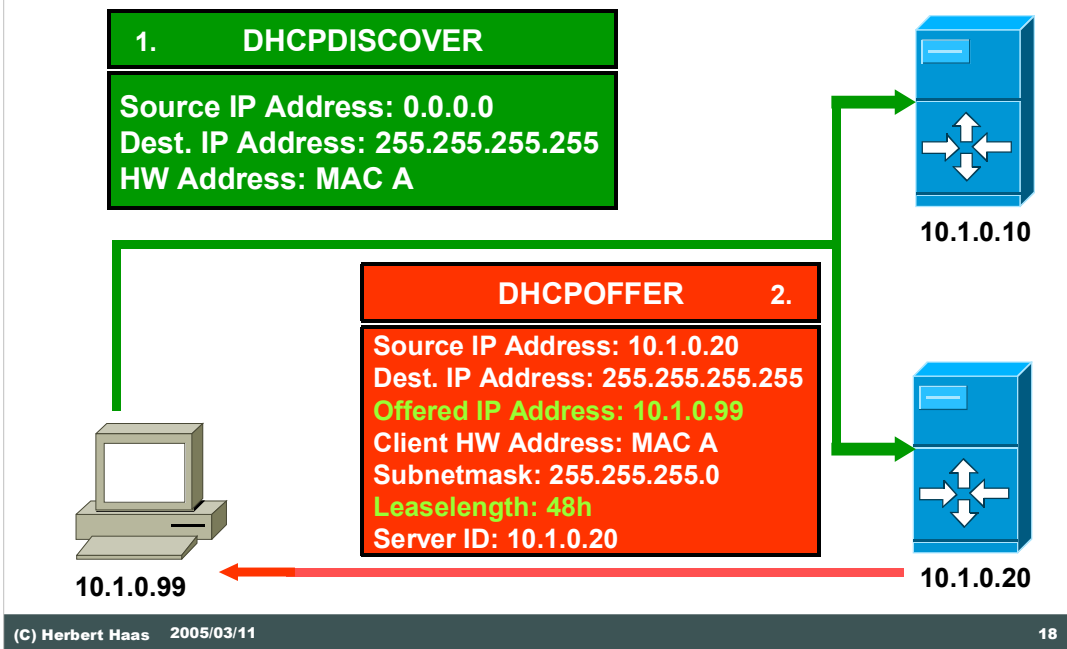 1. DHCPDISCOVER
Source IP Address: 0.0.0.0
Dest. IP Address: 255.255.255.255
HW Address: MAC A
10.1.0.10
DHCPOFFER 2.
Source IP Address: 10.1.0.20
Dest. IP Address: 255.255.255.255
Offered IP Address: 10.1.0.99
Client HW Address: MAC A
Subnetmask: 255.255.255.0
Leaselength: 48h
Server ID: 10.1.0.20
10.1.0.99
10.1.0.20
(C) Herbert Haas 2005/03/11
18